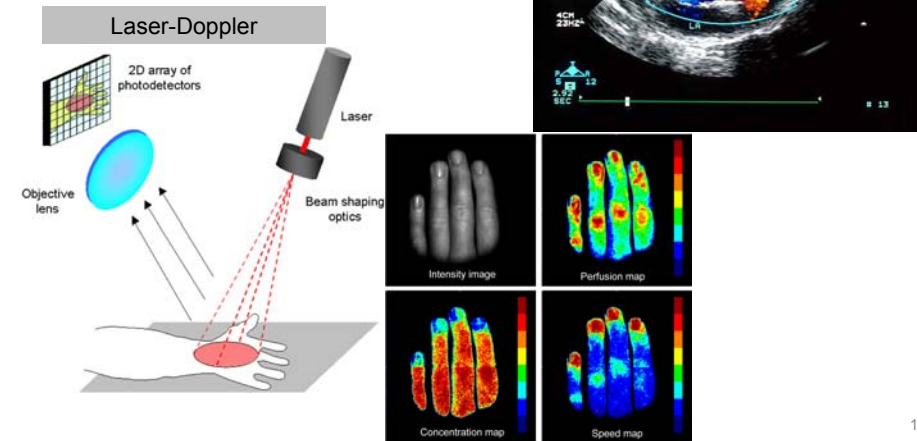 Laser-Doppler
2D array of
photodetectors
Laser
Objective
lens
Beam shaping
optics
Intensity image
Perfusion map
Concentration map
Speed map
4CM
23HZ
LA
P
R
S
12
2.92
SEC
# 13
1